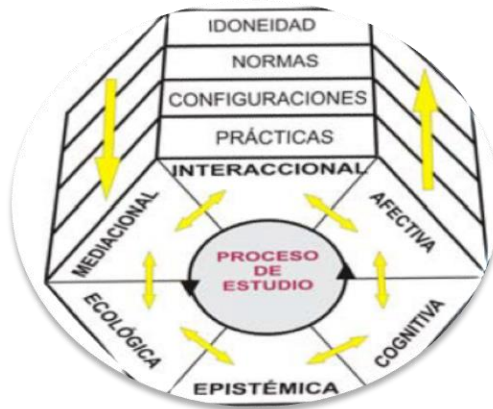 IDONEIDAD
NORMAS
CONFIGURACIONES
PRÁCTICAS
INTERACCIONAL
MEDIACIONAL
AFECTIVA
PROCESO
DE
ESTUDIO
ECOLÓGICA
COGNITIVA
EPISTÉMICA